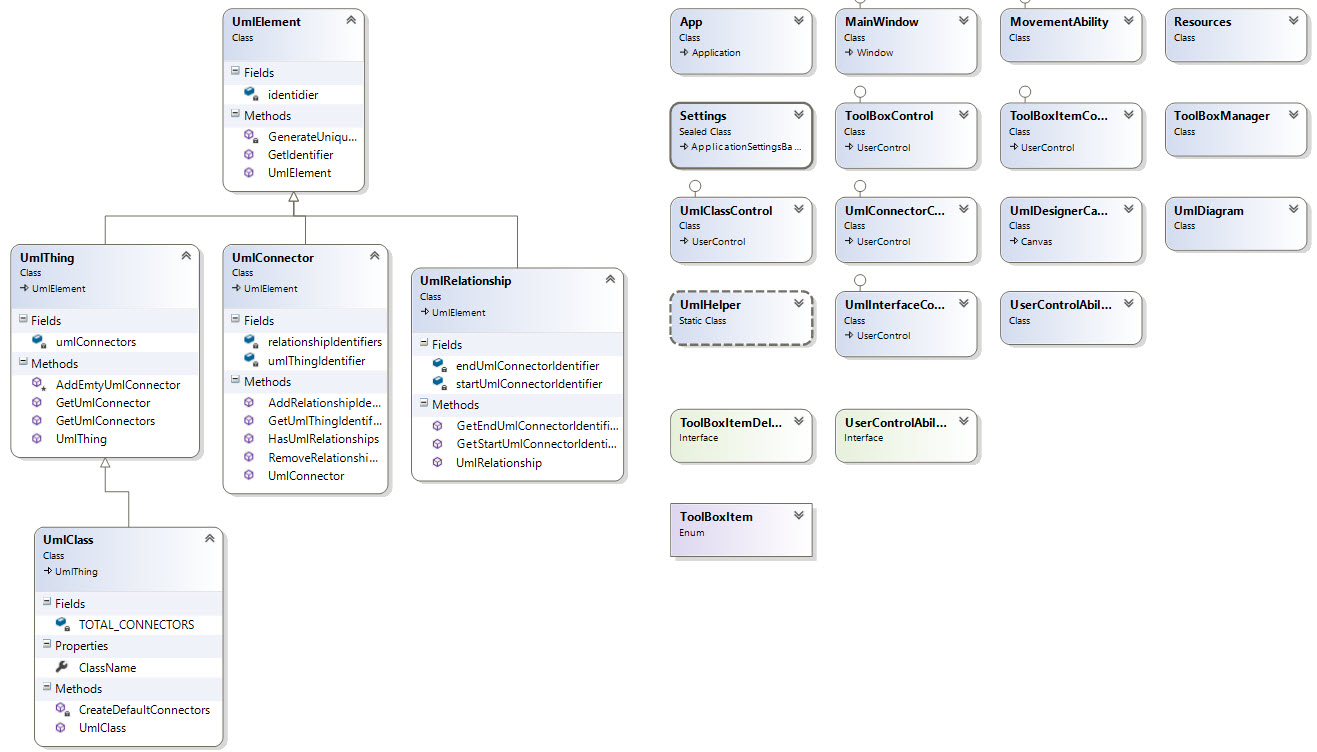 UmlElement
Class
Fields
identidier
Methods
GenerateUniqu...
GetIdentifier
UmlElement
UmlThing
Class
UmlElement
Fields
umlConnectors
Methods
AddEmtyUmlConnector
GetUmlConnector
GetUmlConnectors
UmlThing
UmlConnector
Class
UmlElement
Fields
relationshipIdentifiers
umlThingIdentifier
Methods
AddRelationshipIde...
GetUmlThingIdentif...
HasUmlRelationships
RemoveRelationshi...
UmlConnector
UmlRelationship
Class
UmlElement
Fields
endUmlConnectorIdentifier
startUmlConnectorIdentifier
Methods
GetEndUmlConnectorIdentifi...
GetStartUmlConnectorIdenti...
UmlRelationship
UmlClass
Class
UmlThing
Fields
TOTAL_CONNECTORS
Properties
ClassName
Methods
CreateDefaultConnectors
UmlClass
App
Class
Application
MainWindow
Class
Window
MovementAbility
Class
Resources
Class
Settings
Sealed Class
ApplicationSettingsBa...
ToolBoxControl
Class
UserControl
ToolBoxItemCo...
Class
UserControl
ToolBoxManager
Class
UmlClassControl
Class
UserControl
UmlConnectorC...
Class
UserControl
UmlDesignerCa...
Class
Canvas
UmlDiagram
Class
UmlHelper
Static Class
UmlInterfaceCo...
Class
UserControl
UserControlAbil...
Class
ToolBoxItemDel...
Interface
UserControlAbil...
Interface
ToolBoxItem
Enum